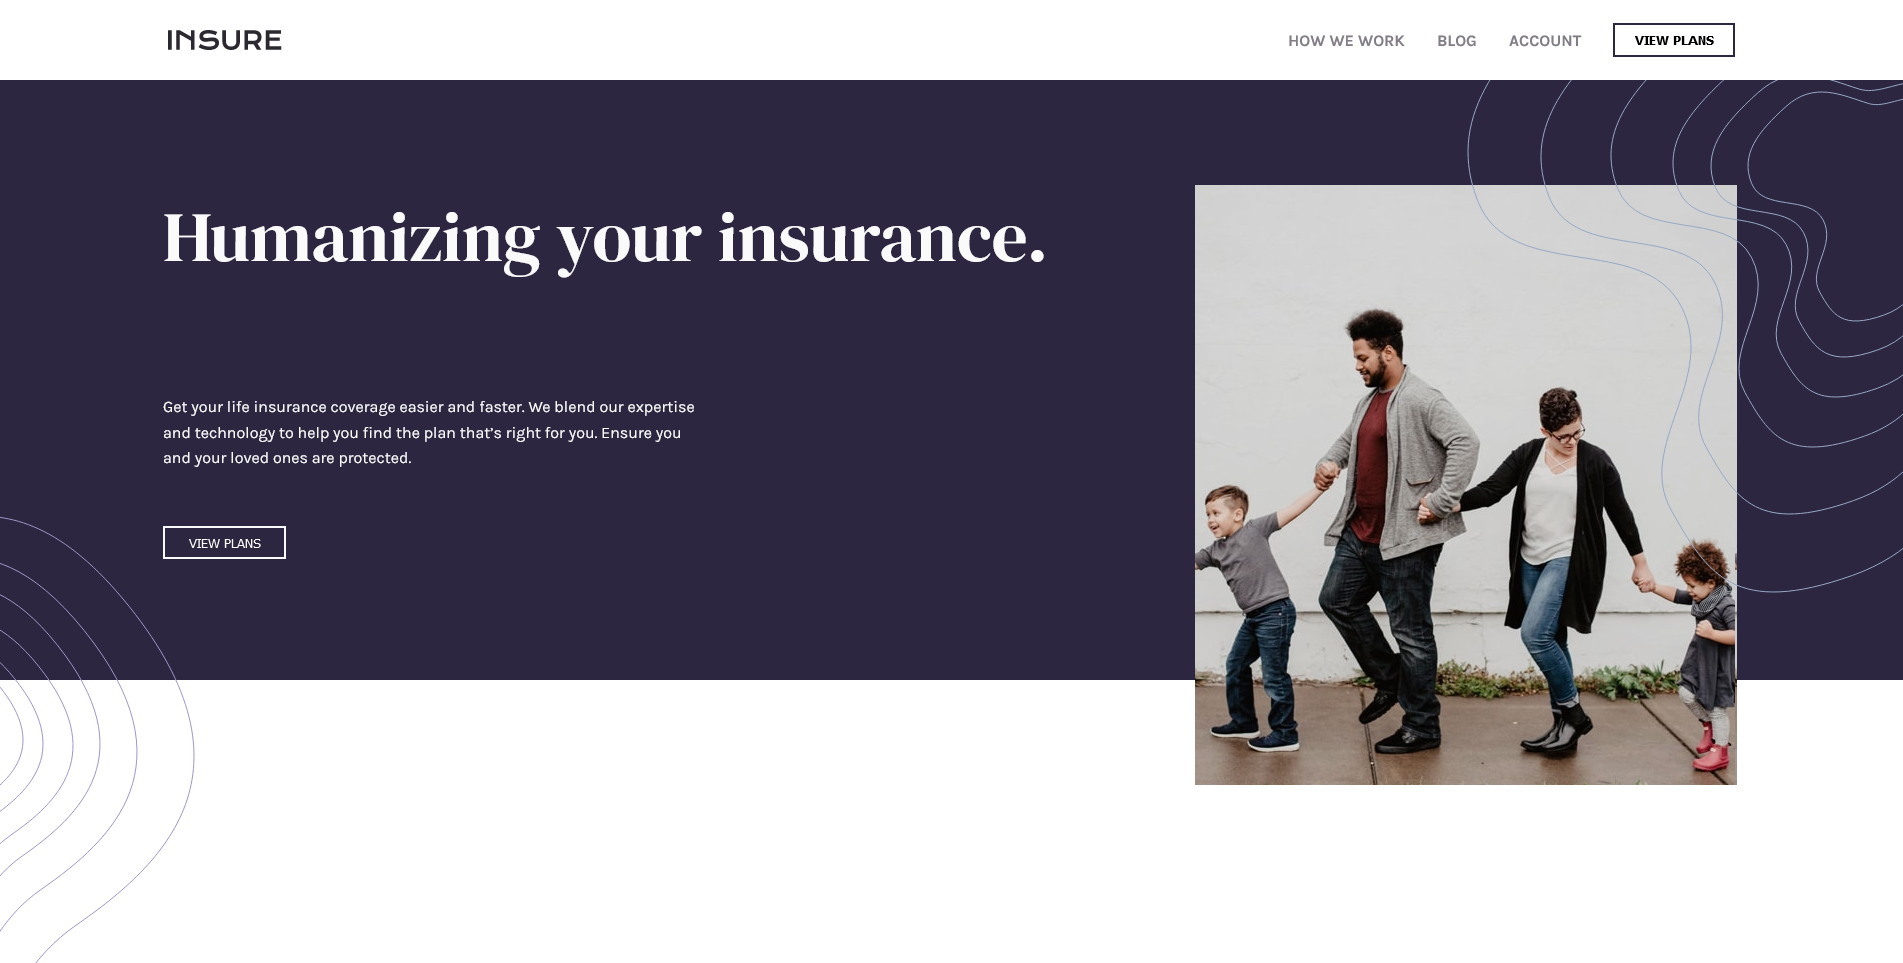 INSURE
HOW WE WORK BLOG ACCOUNT VIEW PLANS
Humanizing your insurance.
Get your life insurance coverage easier and faster. We blend our expertise
and technology to help you find the plan that’s right for you. Ensure you
and your loved ones are protected.
VIEW PLANS